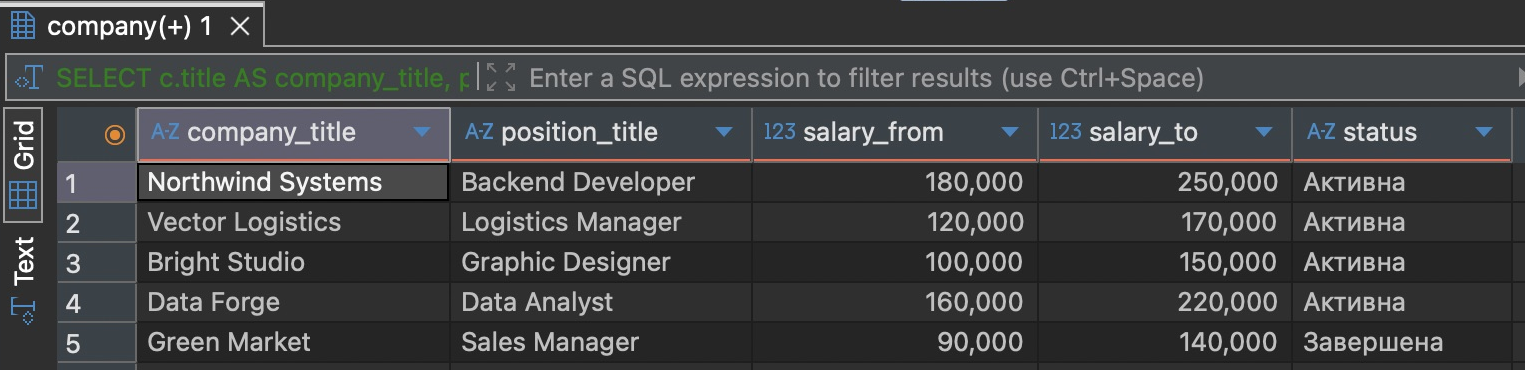 company(+) 1
SELECT c.title AS company_title, p Enter a SQL expression to filter results (use Ctrl+Space)
Grid
Text
A-Z company_title A-Z position_title 123 salary_from 123 salary_to A-Z status
1 Northwind Systems Backend Developer 180,000 250,000 Активна
2 Vector Logistics Logistics Manager 120,000 170,000 Активна
3 Bright Studio Graphic Designer 100,000 150,000 Активна
4 Data Forge Data Analyst 160,000 220,000 Активна
5 Green Market Sales Manager 90,000 140,000 Завершена